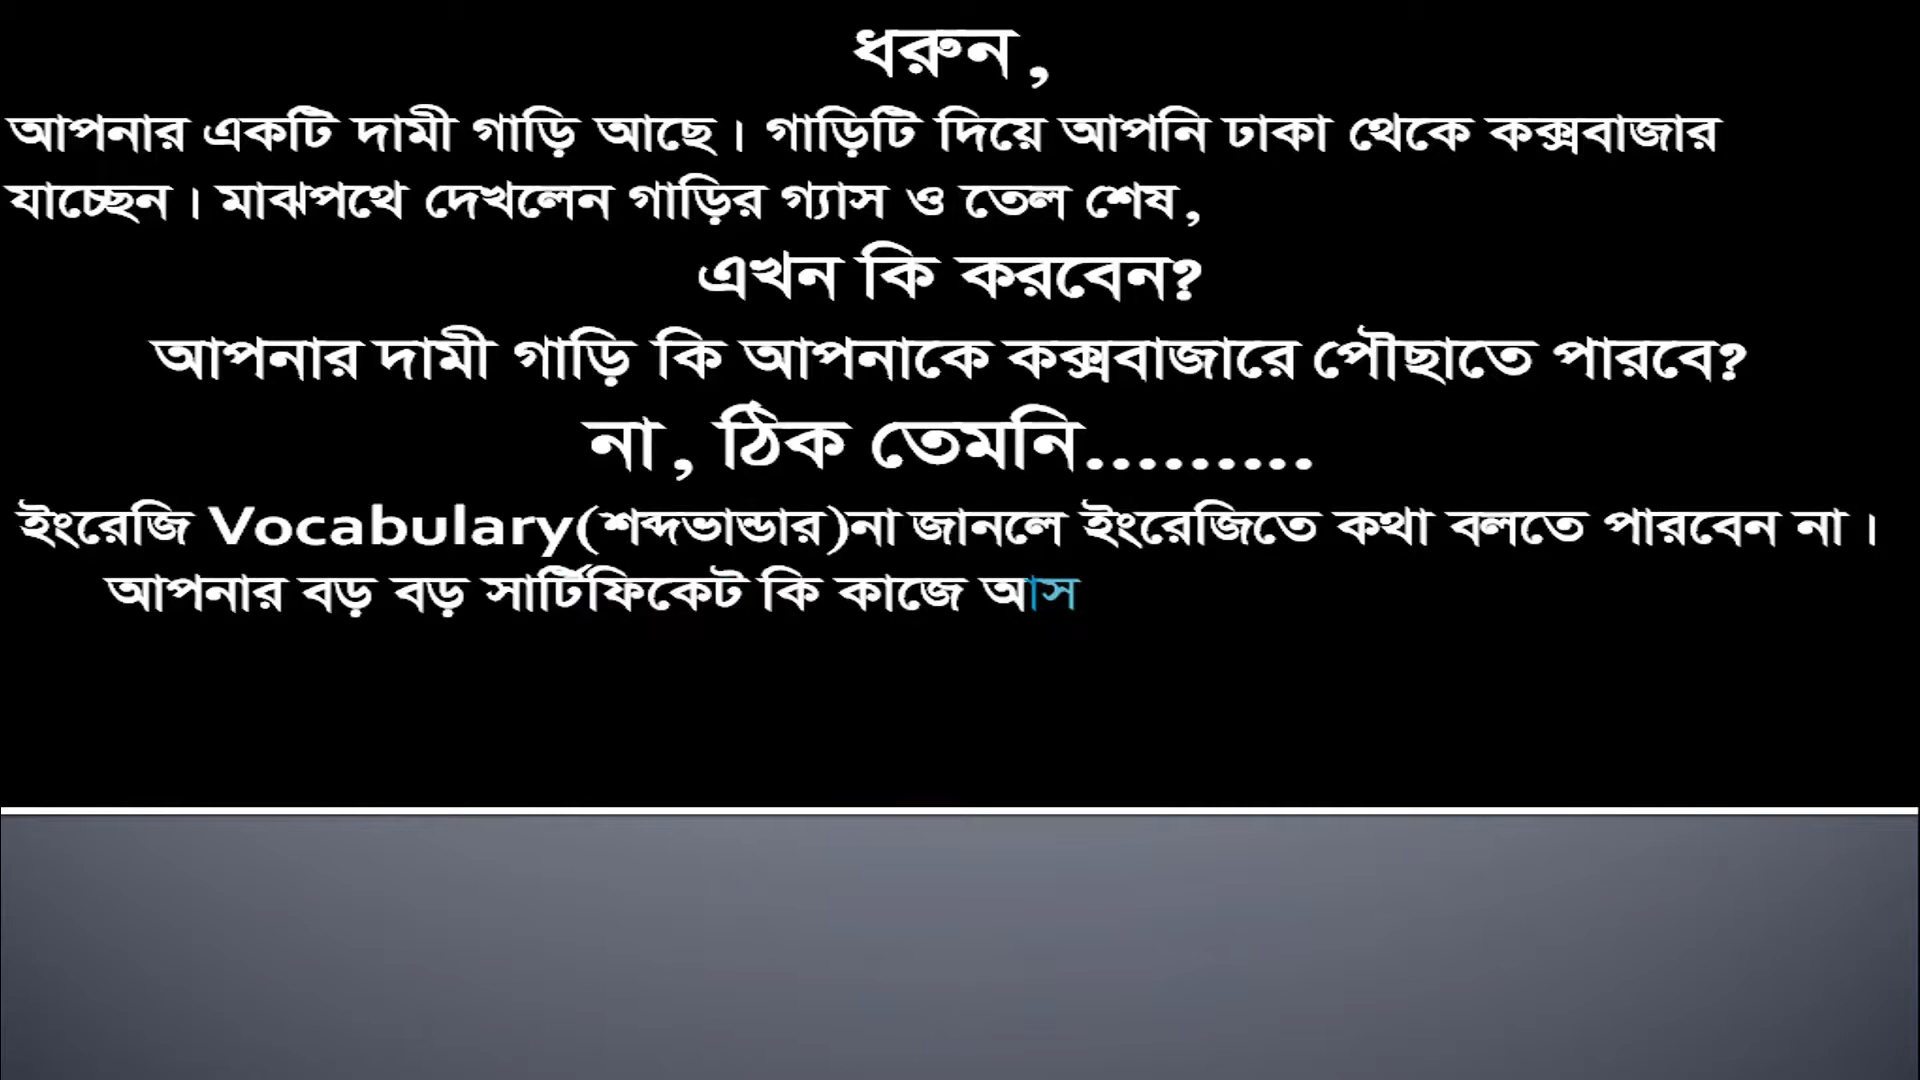 ধরুন,
আপনার একটি দামী গাড়ি আছে। গাড়িটি দিয়ে আপনি ঢাকা থেকে কক্সবাজার
যাচ্ছেন। মাঝপথে দেখলেন গাড়ির গ্যাস ও তেল শেষ,
এখন কি করবেন?
আপনার দামী গাড়ি কি আপনাকে কক্সবাজারে পৌছাতে পারবে?
না, ঠিক তেমনি.........
ইংরেজি Vocabulary(শব্দভান্ডার)না জানলে ইংরেজিতে কথা বলতে পারবেন না।
আপনার বড় বড় সার্টিফিকেট কি কাজে আস